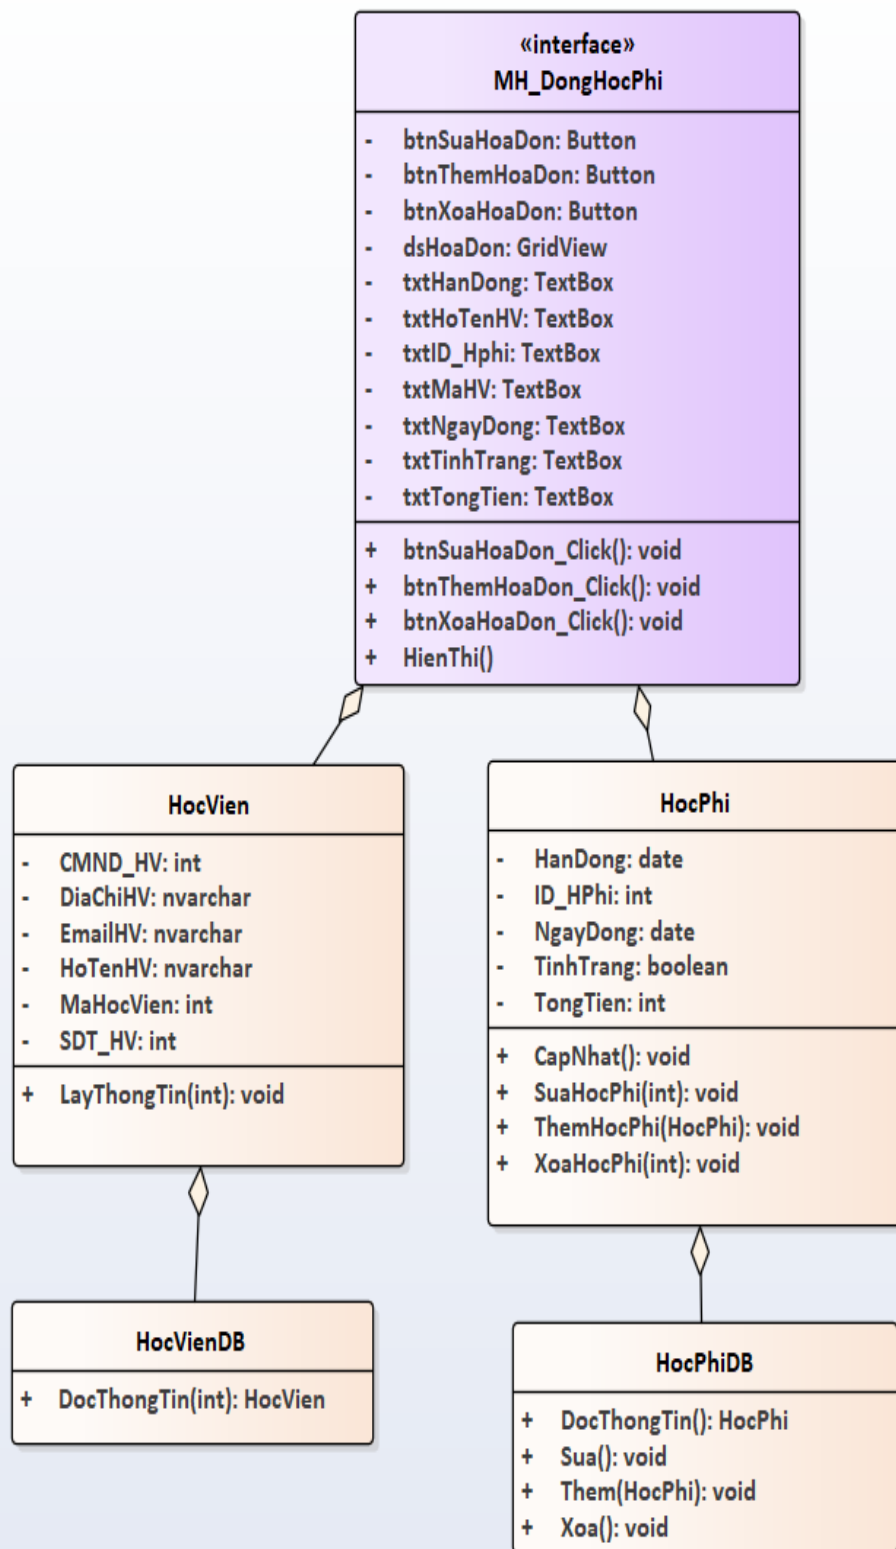 «interface»
MH_DongHocPhi
- btnSuaHoaDon: Button
- btnThemHoaDon: Button
- btnXoaHoaDon: Button
- dsHoaDon: GridView
- txtHanDong: TextBox
- txtHoTenHV: TextBox
- txtID_Hphi: TextBox
- txtMaHV: TextBox
- txtNgayDong: TextBox
- txtTinhTrang: TextBox
- txtTongTien: TextBox
+ btnSuaHoaDon_Click(): void
+ btnThemHoaDon_Click(): void
+ btnXoaHoaDon_Click(): void
+ HienThi()
HocVien
- CMND_HV: int
- DiaChiHV: nvarchar
- EmailHV: nvarchar
- HoTenHV: nvarchar
- MaHocVien: int
- SDT_HV: int
+ LayThongTin(int): void
HocPhi
- HanDong: date
- ID_HPhi: int
- NgayDong: date
- TinhTrang: boolean
- TongTien: int
+ CapNhat(): void
+ SuaHocPhi(int): void
+ ThemHocPhi(HocPhi): void
+ XoaHocPhi(int): void
HocVienDB
+ DocThongTin(int): HocVien
HocPhiDB
+ DocThongTin(): HocPhi
+ Sua(): void
+ Them(HocPhi): void
+ Xoa(): void